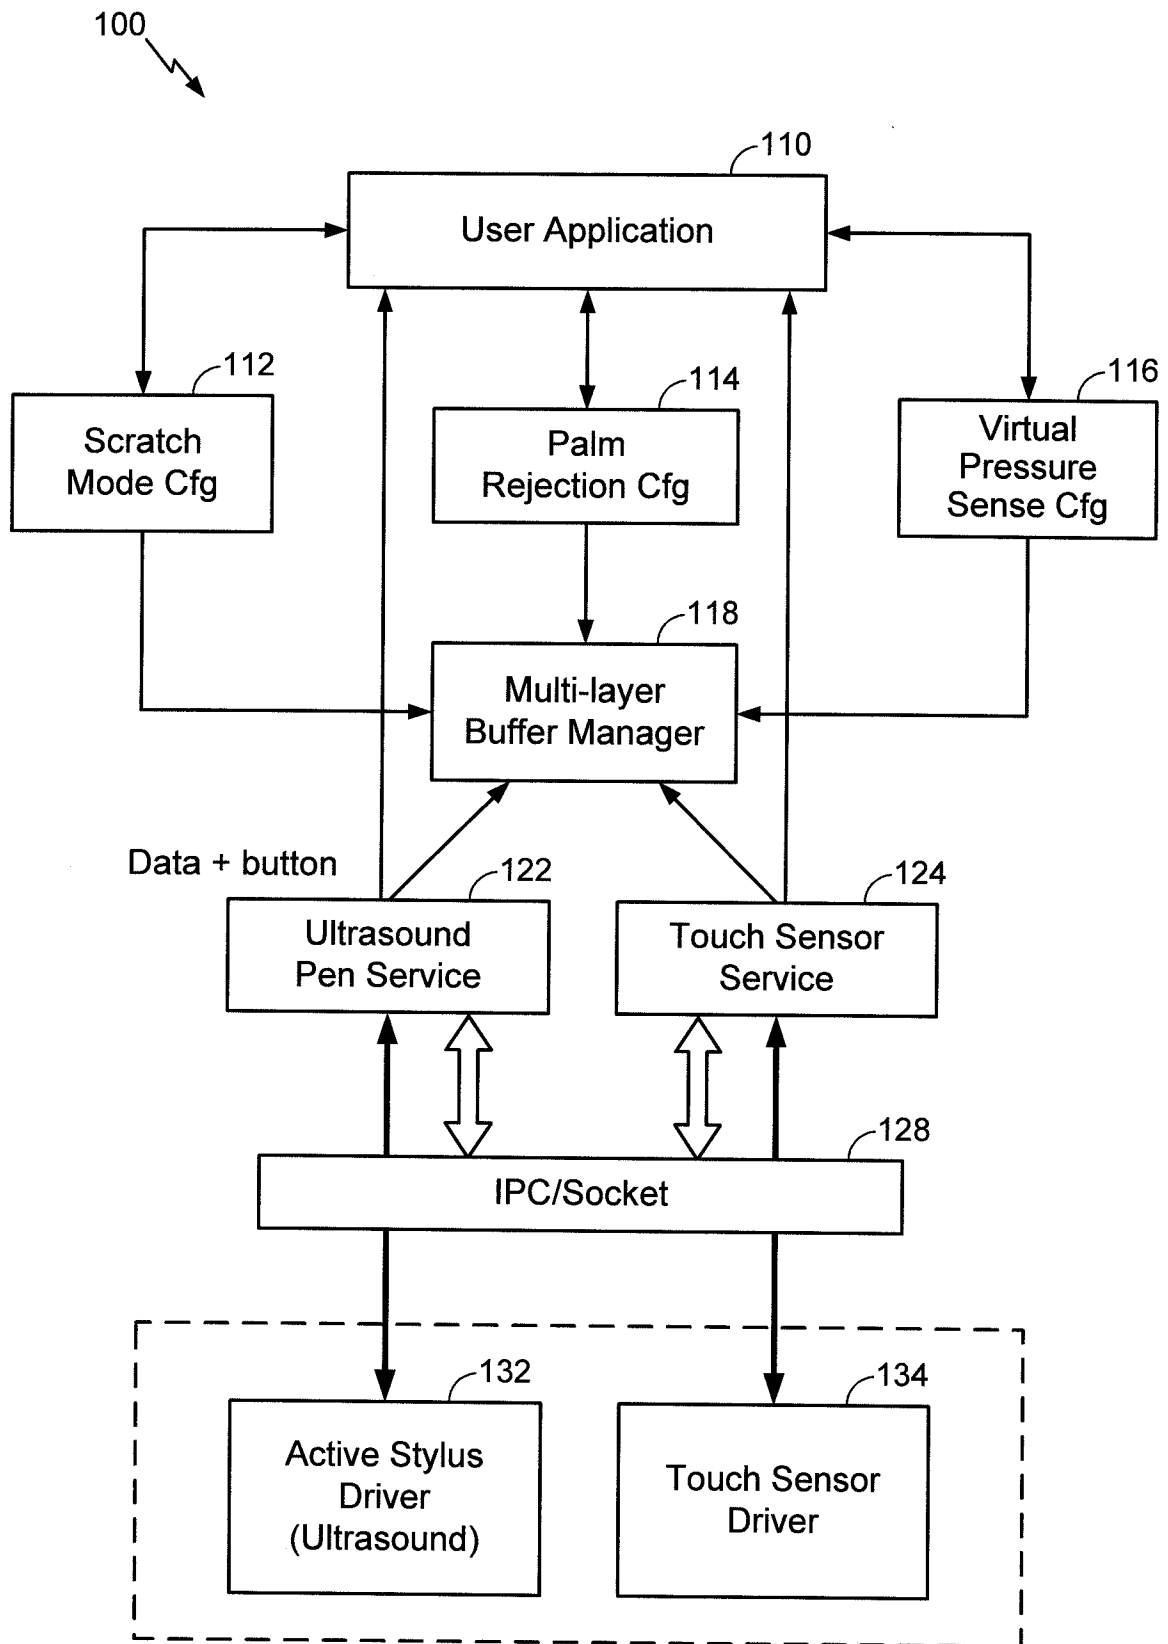 100
110
User Application
112
Scratch
Mode Cfg
114
Palm
Rejection Cfg
116
Virtual
Pressure
Sense Cfg
118
Multi-layer
Buffer Manager
Data + button
122
Ultrasound
Pen Service
124
Touch Sensor
Service
128
IPC/Socket
132
Active Stylus
Driver
(Ultrasound)
134
Touch Sensor
Driver